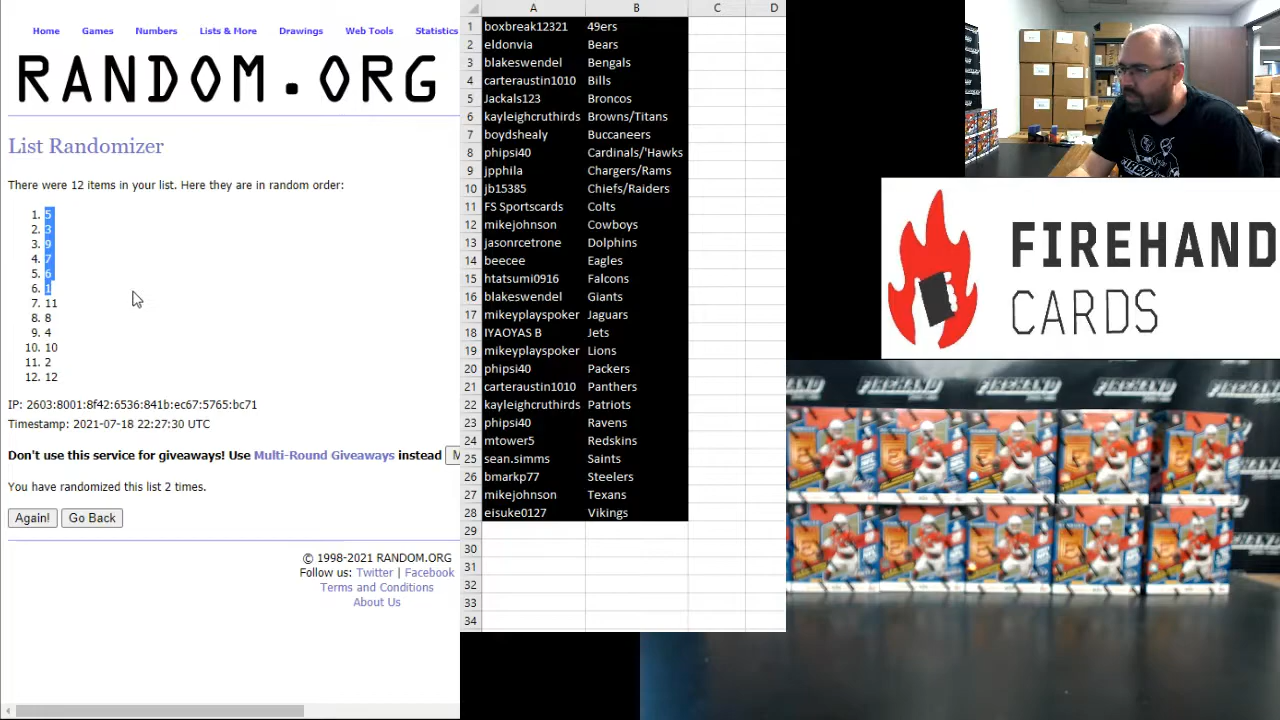 Home Games Numbers Lists & More Drawings Web Tools Statistics
RANDOM.ORG
List Randomizer
There were 12 items in your list. Here they are in random order:
1. 5
2. 3
3. 9
4. 7
5. 6
6. 1
7. 11
8. 8
9. 4
10. 10
11. 2
12. 12
IP: 2603:8001:8f42:6536:841b:ec67:5765:bc71
Timestamp: 2021-07-18 22:27:30 UTC
Don't use this service for giveaways! Use Multi-Round Giveaways instead M
You have randomized this list 2 times.
Again! Go Back
© 1998-2021 RANDOM.ORG
Follow us: Twitter | Facebook
Terms and Conditions
About Us
A B C D
1 boxbreak12321 49ers
2 eldonvia Bears
3 blakeswendel Bengals
4 carteraustin1010 Bills
5 Jackals123 Broncos
6 kayleighcruthirds Browns/Titans
7 boydshealy Buccaneers
8 phipsi40 Cardinals/'Hawks
9 jpphila Chargers/Rams
10 jb15385 Chiefs/Raiders
11 FS Sportscards Colts
12 mikejohnson Cowboys
13 jasonrcetrone Dolphins
14 beecee Eagles
15 htatsumi0916 Falcons
16 blakeswendel Giants
17 mikeyplayspoker Jaguars
18 IYAOYAS B Jets
19 mikeyplayspoker Lions
20 phipsi40 Packers
21 carteraustin1010 Panthers
22 kayleighcruthirds Patriots
23 phipsi40 Ravens
24 mtower5 Redskins
25 sean.simms Saints
26 bmarkp77 Steelers
27 mikejohnson Texans
28 eisuke0127 Vikings
29
30
31
32
33
34
FIREHAND
CARDS
FIREHAND FIREHAND FIREHAND